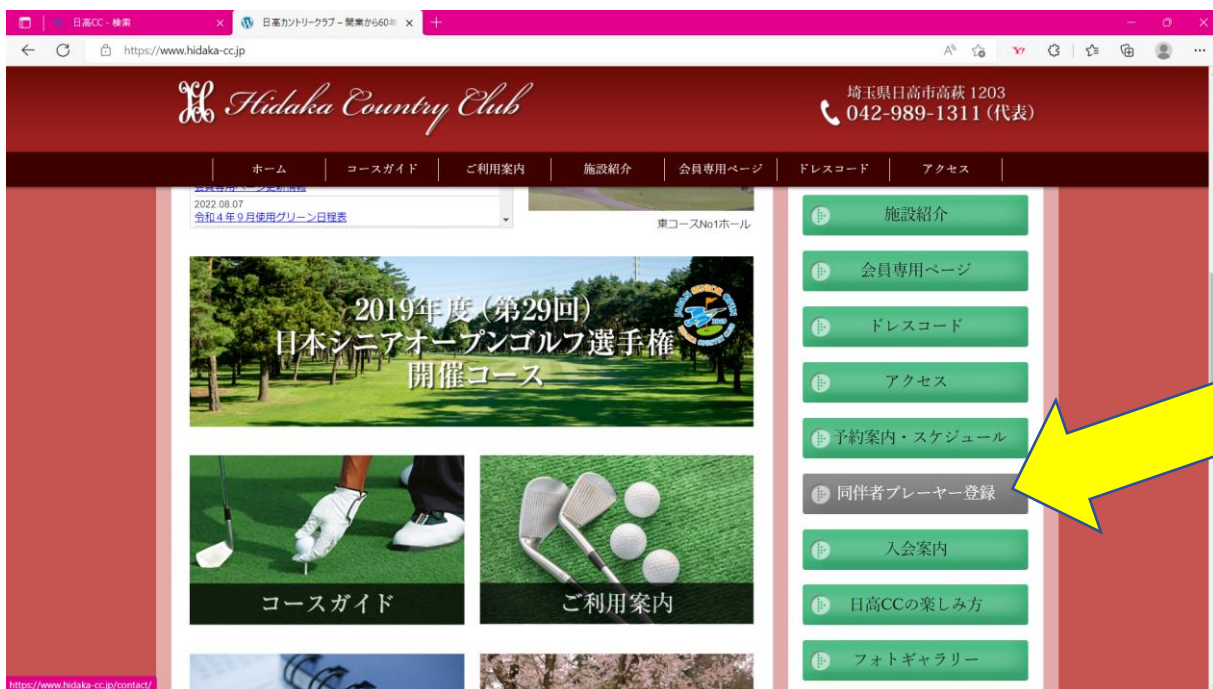 日高CC - 検索
日高カントリークラブ – 開業から60年
https://www.hidaka-cc.jp
Hidaka Country Club
埼玉県日高市高萩 1203
042-989-1311 (代表)
ホーム
コースガイド
ご利用案内
施設紹介
会員専用ページ
ドレスコード
アクセス
会員専用ページ更新情報
2022.08.07
令和4年9月使用グリーン日程表
東コースNo1ホール
2019年度(第29回)
日本シニアオープンゴルフ選手権
開催コース
コースガイド
ご利用案内
施設紹介
会員専用ページ
ドレスコード
アクセス
予約案内・スケジュール
同伴者プレーヤー登録
入会案内
日高CCの楽しみ方
フォトギャラリー
https://www.hidaka-cc.jp/contact/